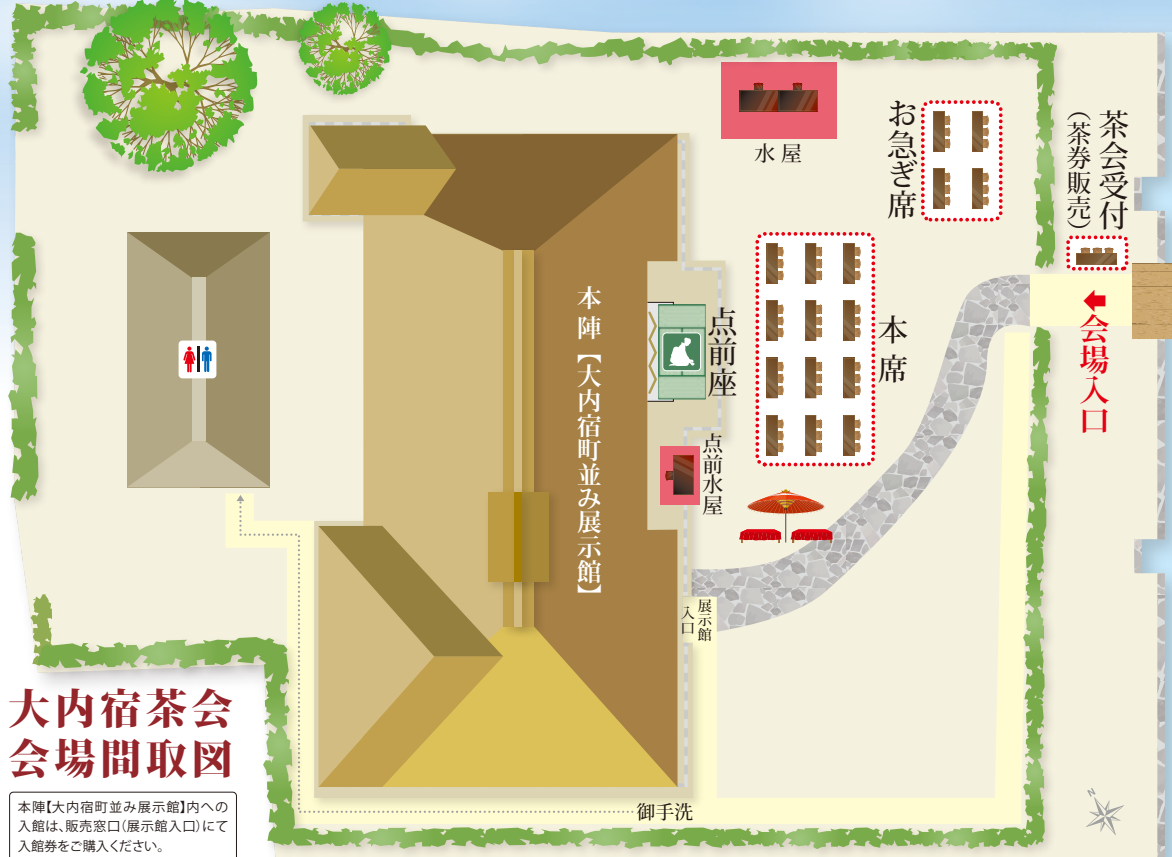 水屋
お急ぎ席
茶会受付
（茶券販売）
会場入口
本席
点前座
点前水屋
本陣【大内宿町並み展示館】
展示館
入口
御手洗
大内宿茶会
会場間取図
本陣【大内宿町並み展示館】内への
入館は、販売窓口(展示館入口)にて
入館券をご購入ください。
N